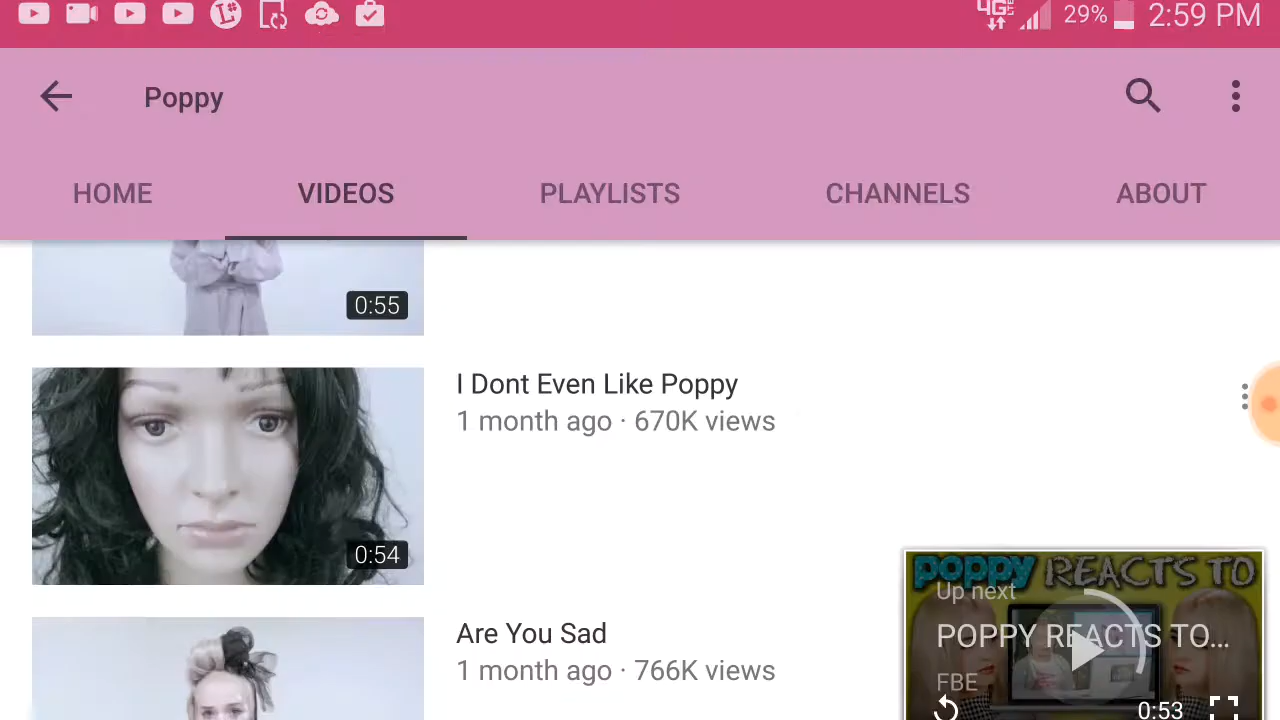 4G LTE 29% 2:59 PM
Poppy
HOME VIDEOS PLAYLISTS CHANNELS ABOUT
0:55
I Dont Even Like Poppy
1 month ago · 670K views
0:54
Are You Sad
1 month ago · 766K views
poppy REACTS TO
Up next
POPPY REACTS TO...
FBE
0:53